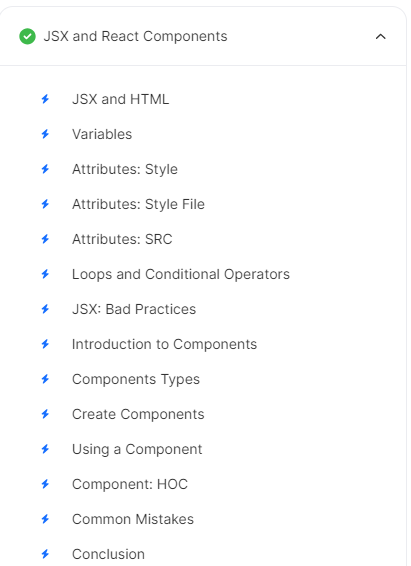 JSX and React Components
JSX and HTML
Variables
Attributes: Style
Attributes: Style File
Attributes: SRC
Loops and Conditional Operators
JSX: Bad Practices
Introduction to Components
Components Types
Create Components
Using a Component
Component: HOC
Common Mistakes
Conclusion